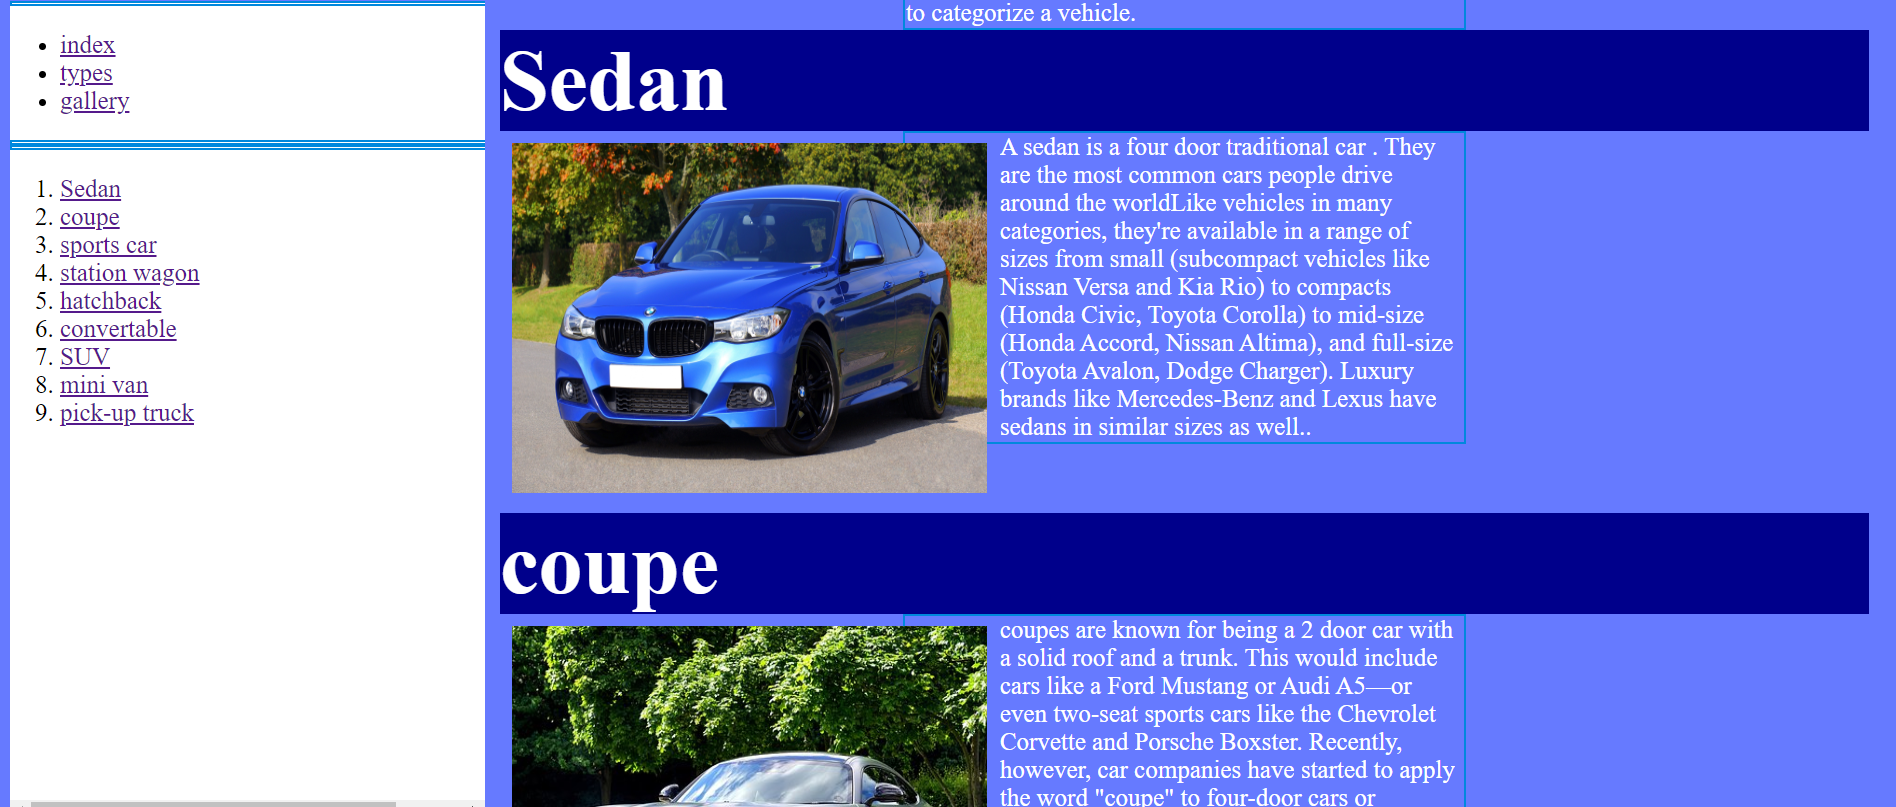 index
types
gallery
1. Sedan
2. coupe
3. sports car
4. station wagon
5. hatchback
6. convertable
7. SUV
8. mini van
9. pick-up truck
to categorize a vehicle.
Sedan
A sedan is a four door traditional car . They
are the most common cars people drive
around the worldLike vehicles in many
categories, they're available in a range of
sizes from small (subcompact vehicles like
Nissan Versa and Kia Rio) to compacts
(Honda Civic, Toyota Corolla) to mid-size
(Honda Accord, Nissan Altima), and full-size
(Toyota Avalon, Dodge Charger). Luxury
brands like Mercedes-Benz and Lexus have
sedans in similar sizes as well..
coupe
coupes are known for being a 2 door car with
a solid roof and a trunk. This would include
cars like a Ford Mustang or Audi A5—or
even two-seat sports cars like the Chevrolet
Corvette and Porsche Boxster. Recently,
however, car companies have started to apply
the word "coupe" to four-door cars or